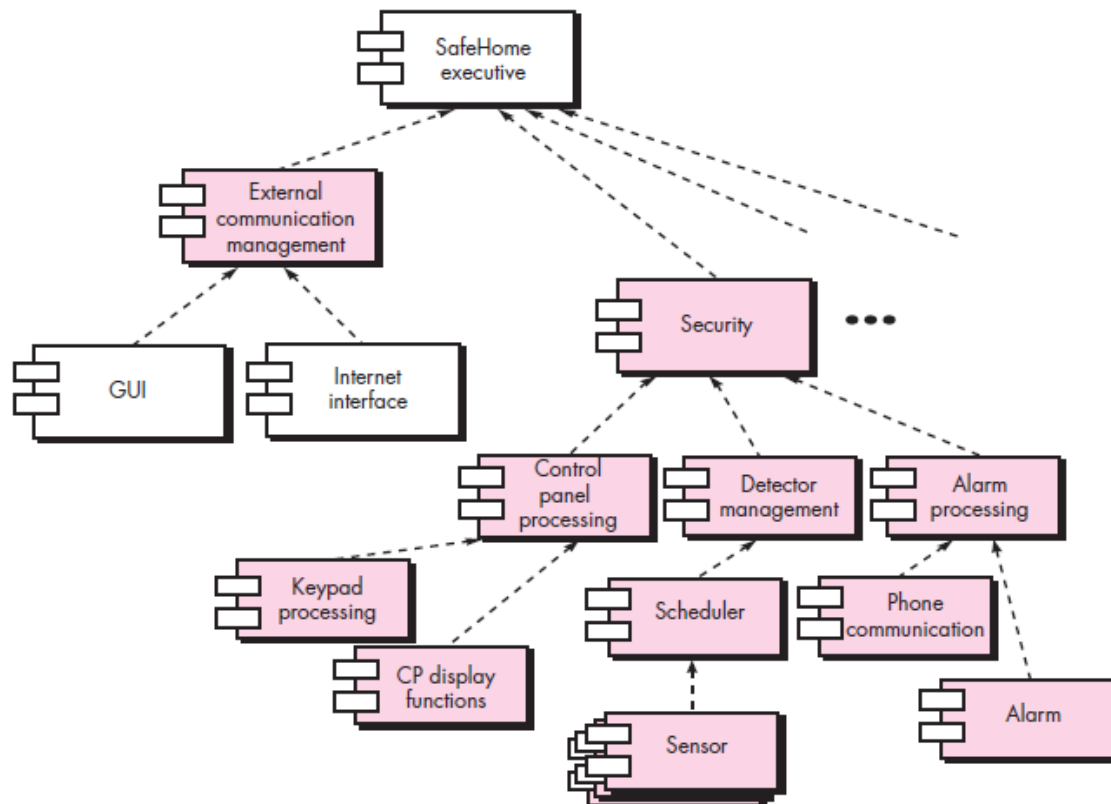 SafeHome
executive
External
communication
management
Security
GUI
Internet
interface
Control
panel
processing
Detector
management
Alarm
processing
Keypad
processing
Scheduler
Phone
communication
CP display
functions
Alarm
Sensor